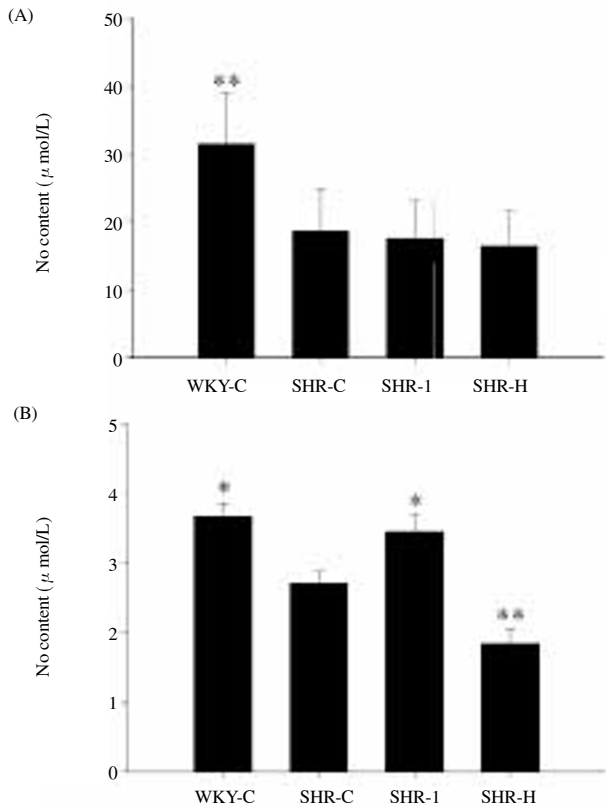 (A)
No content ( μ mol/L)
50
40
30
20
10
0
**
WKY-C
SHR-C
SHR-1
SHR-H
(B)
No content ( μ mol/L)
5
4
3
2
1
0
*
*
**
WKY-C
SHR-C
SHR-1
SHR-H